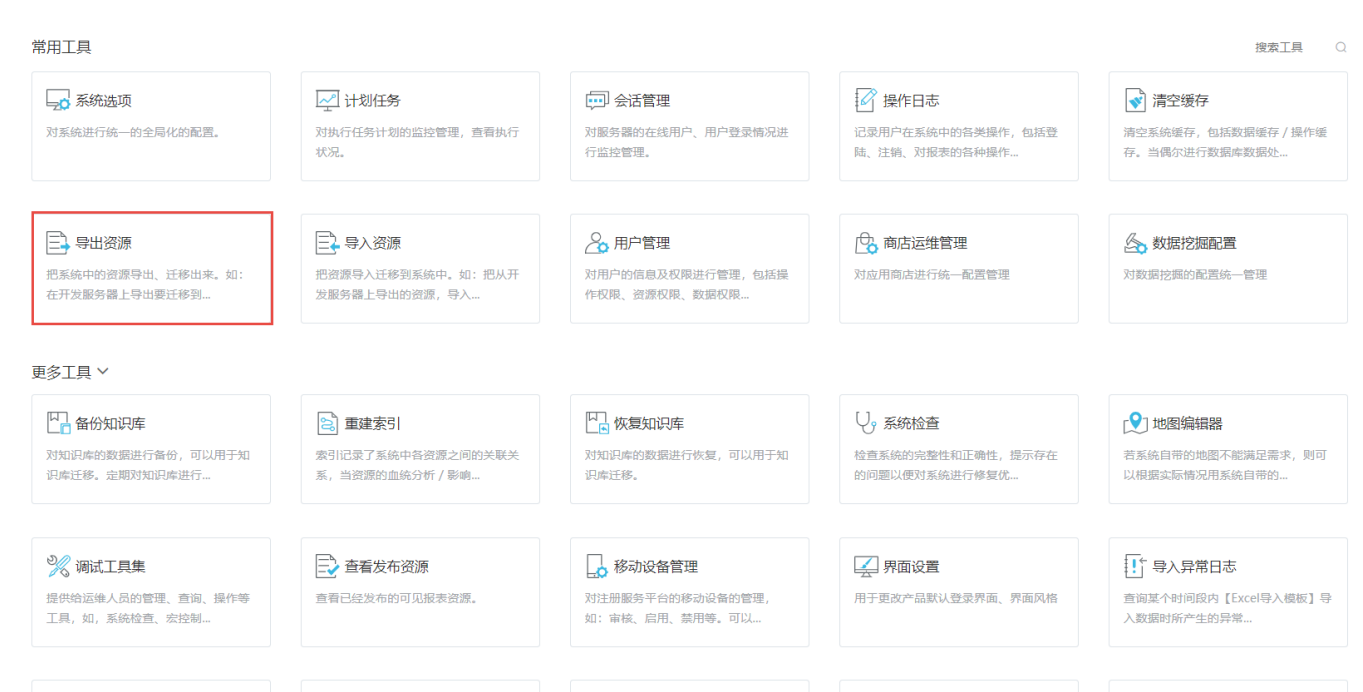 常用工具
搜索工具
系统选项
对系统进行统一的全局化的配置。
计划任务
对执行任务计划的监控管理，查看执行
状况。
会话管理
对服务器的在线用户、用户登录情况进
行监控管理。
操作日志
记录用户在系统中的各类操作，包括登
陆、注销、对报表的各种操作...
清空缓存
清空系统缓存，包括数据缓存 / 操作缓
存。当偶尔进行数据库数据处...
导出资源
把系统中的资源导出、迁移出来。如：
在开发服务器上导出要迁移到...
导入资源
把资源导入迁移到系统中。如：把从开
发服务器上导出的资源，导入...
用户管理
对用户的信息及权限进行管理，包括操
作权限、资源权限、数据权限...
商店运维管理
对应用商店进行统一配置管理
数据挖掘配置
对数据挖掘的配置统一管理
更多工具
备份知识库
对知识库的数据进行备份，可以用于知
识库迁移。定期对知识库进行...
重建索引
索引记录了系统中各资源之间的关联关
系，当资源的血统分析 / 影响...
恢复知识库
对知识库的数据进行恢复，可以用于知
识库迁移。
系统检查
检查系统的完整性和正确性，提示存在
的问题以便对系统进行修复优...
地图编辑器
若系统自带的地图不能满足需求，则可
以根据实际情况用系统自带的...
调试工具集
提供给运维人员的管理、查询、操作等
工具，如，系统检查、宏控制...
查看发布资源
查看已经发布的可见报表资源。
移动设备管理
对注册服务平台的移动设备的管理，
如：审核、启用、禁用等。可以...
界面设置
用于更改产品默认登录界面、界面风格
导入异常日志
查询某个时间段内【Excel导入模板】导
入数据时所产生的异常...